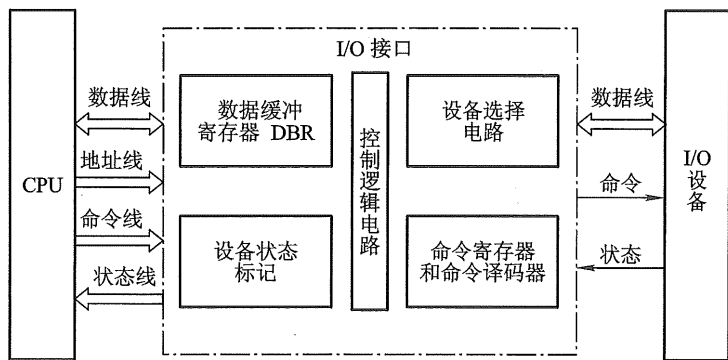 I/O 接口
CPU
数据线
地址线
命令线
状态线
数据缓冲
寄存器 DBR
设备状态
标记
控制逻辑电路
设备选择
电路
命令寄存器
和命令译码器
数据线
命令
状态
I/O
设备